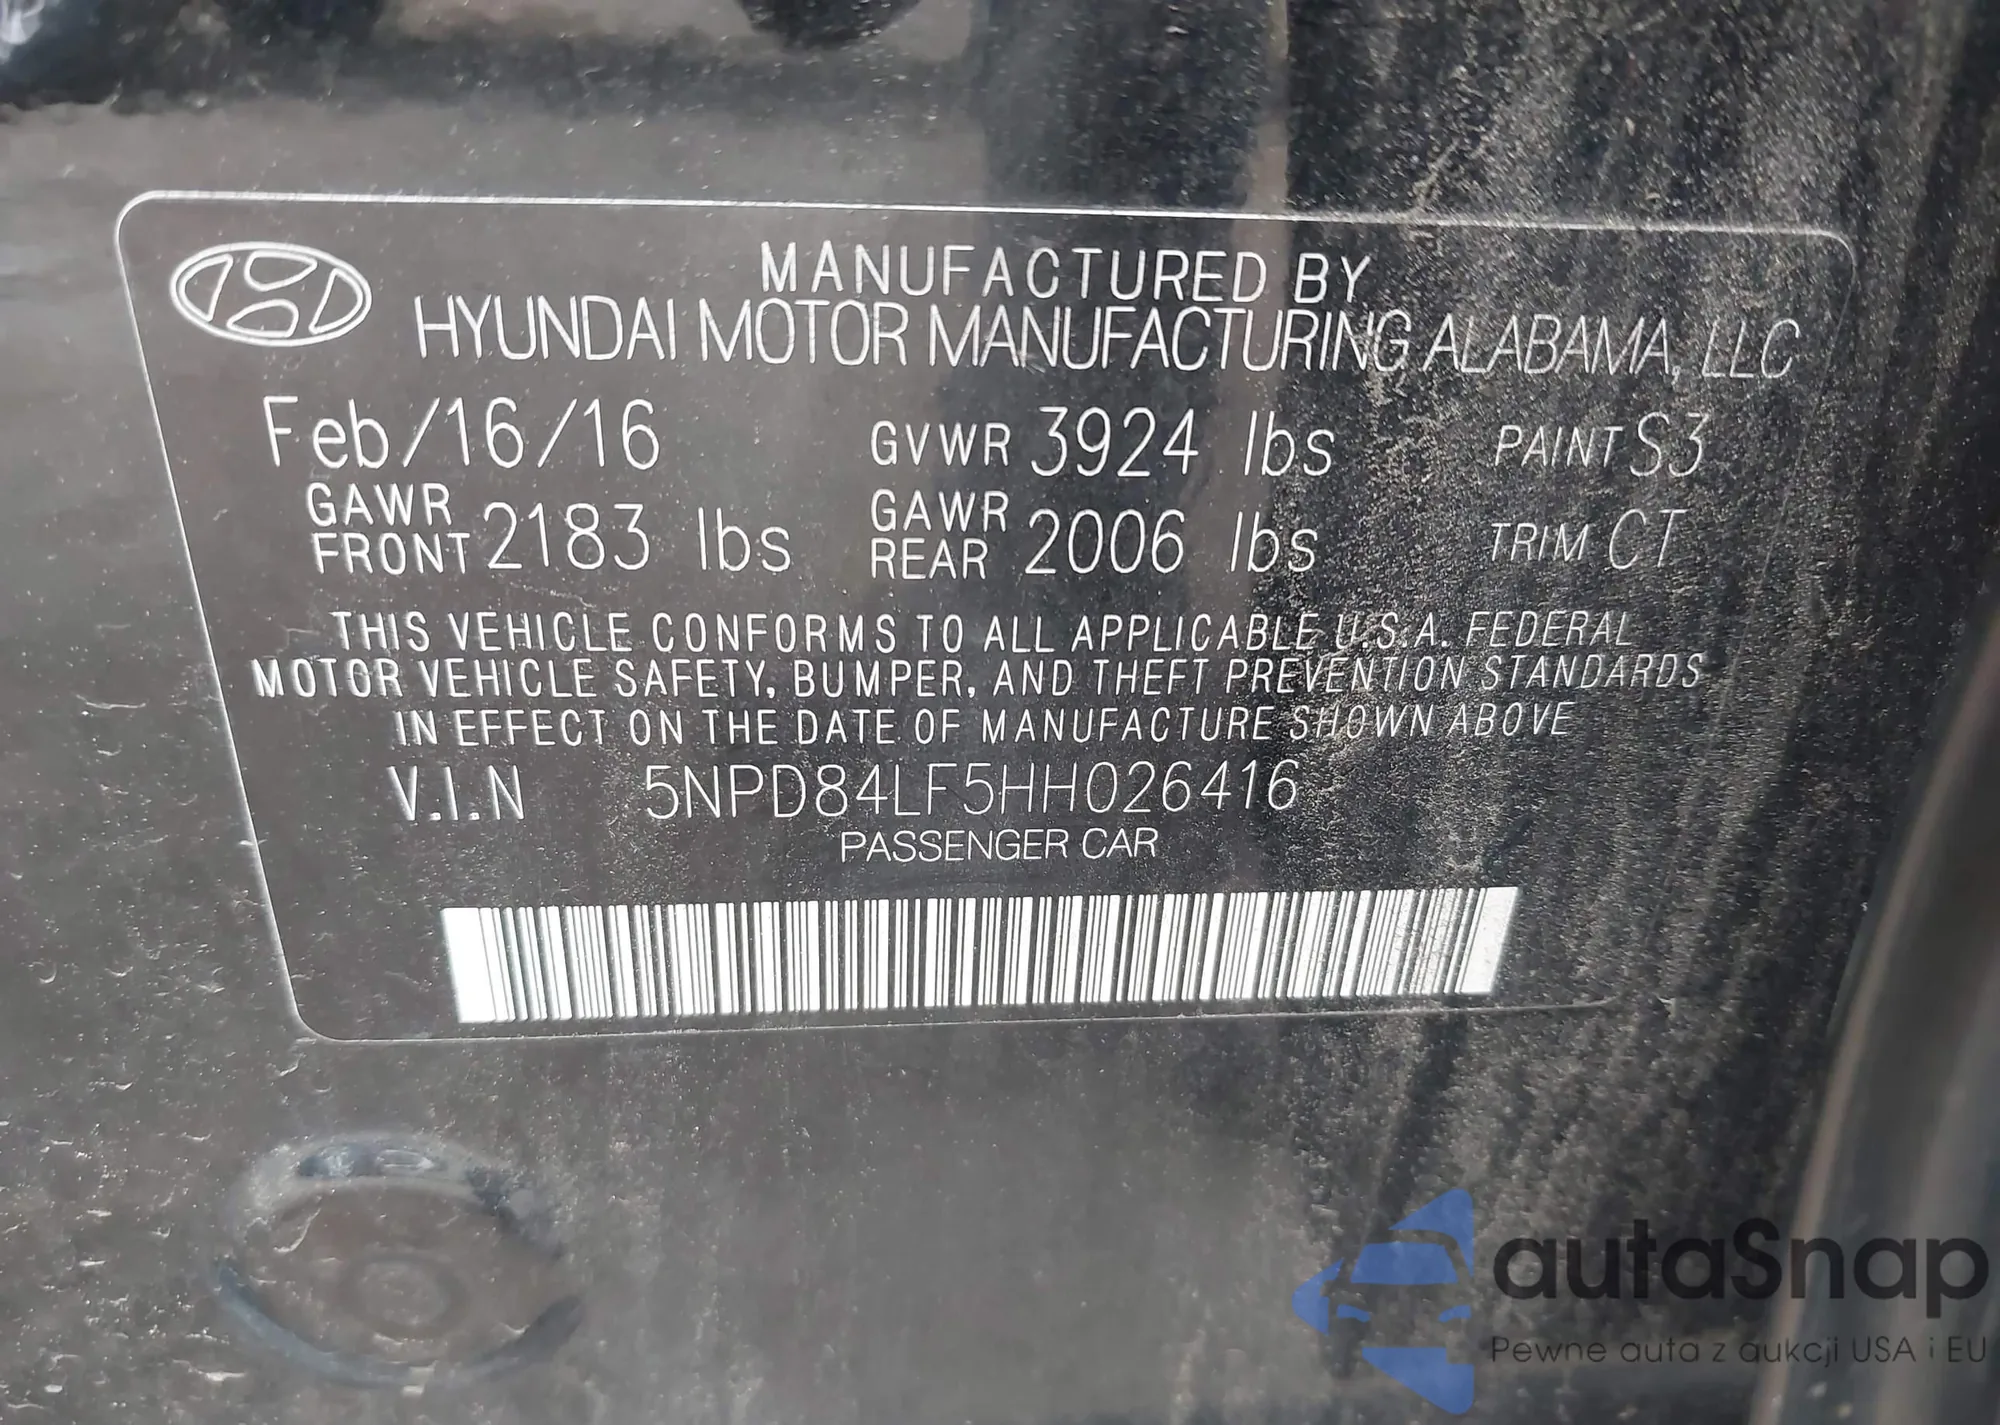 MANUFACTURED BY
HYUNDAI MOTOR MANUFACTURING ALABAMA, LLC
Feb/16/16 GVWR 3924 lbs PAINT S3
GAWR FRONT 2183 lbs GAWR REAR 2006 lbs TRIM CT
THIS VEHICLE CONFORMS TO ALL APPLICABLE U.S.A. FEDERAL
MOTOR VEHICLE SAFETY, BUMPER, AND THEFT PREVENTION STANDARDS
IN EFFECT ON THE DATE OF MANUFACTURE SHOWN ABOVE
V.I.N 5NPD84LF5HH026416
PASSENGER CAR
autaSnap
Pewne auta z aukcji USA i EU